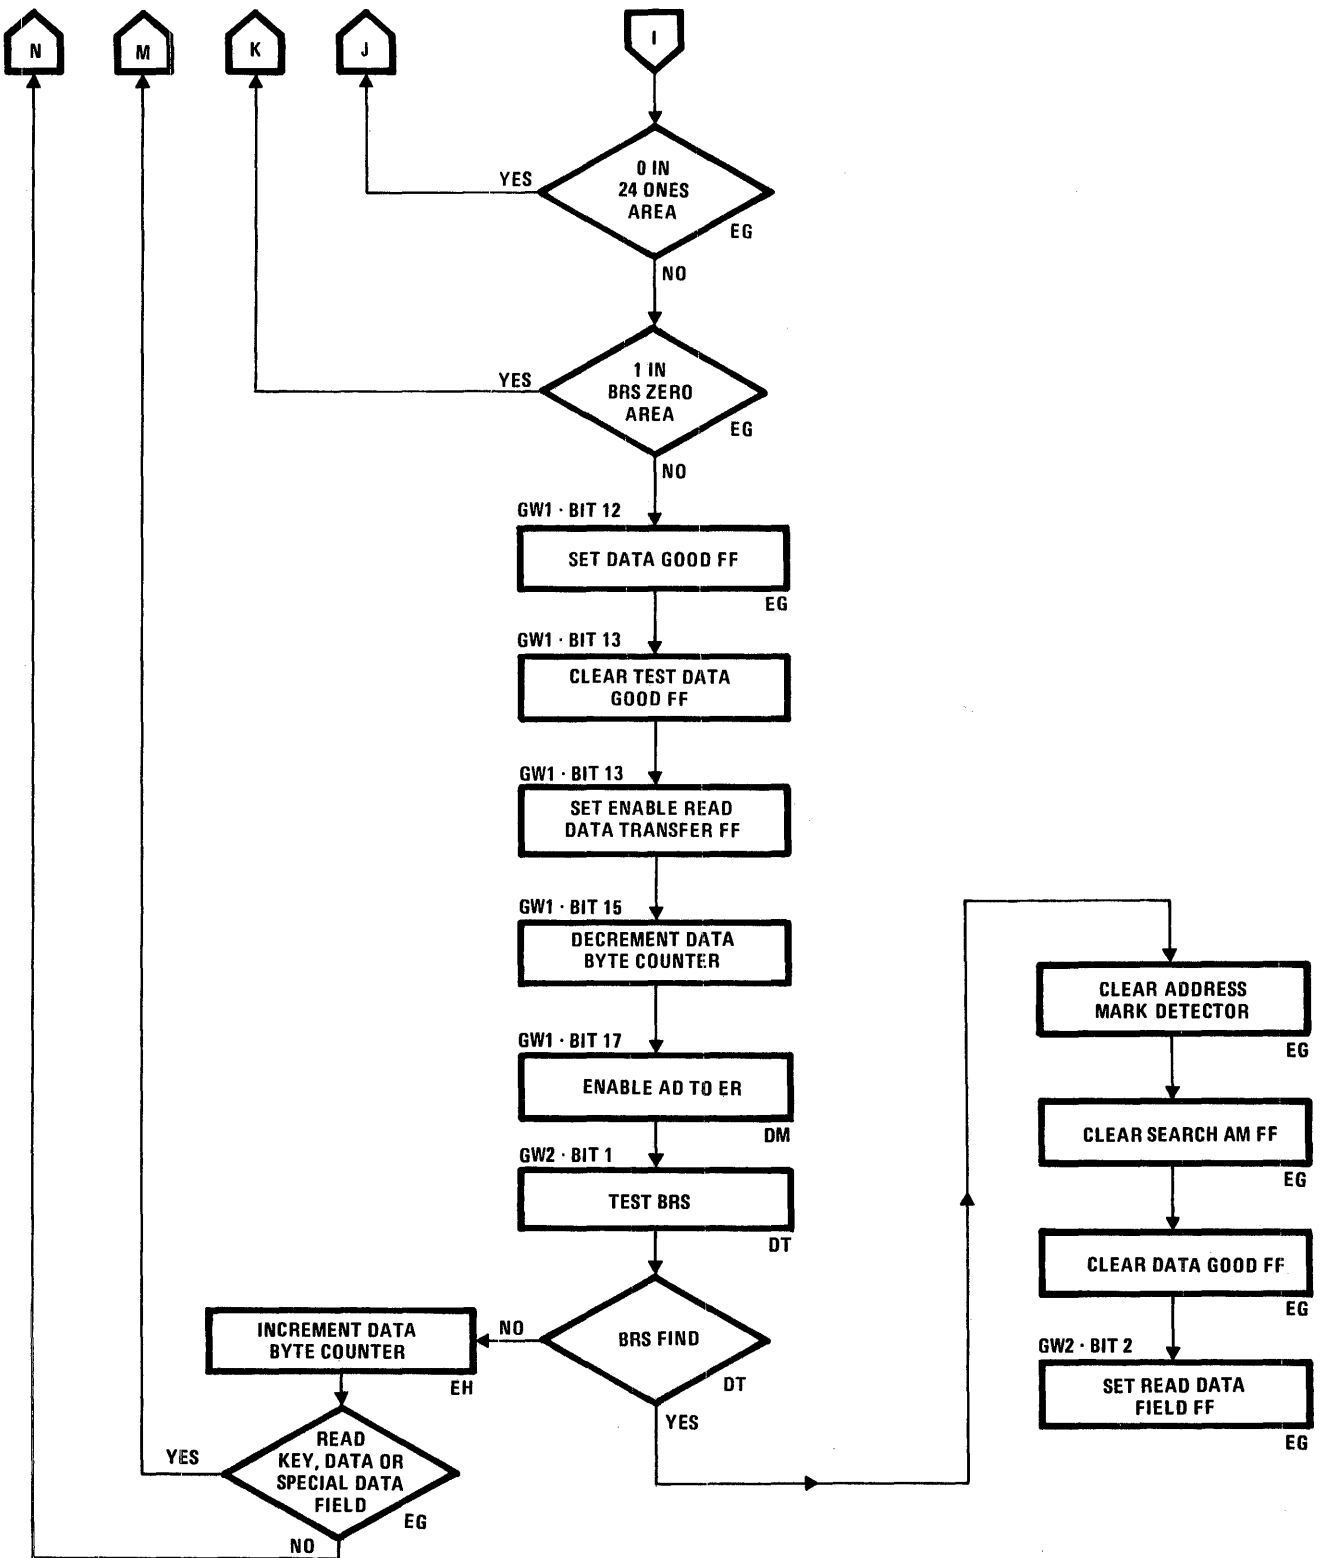 N
M
K
J
I
YES
0 IN
24 ONES
AREA
EG
NO
YES
1 IN
BRS ZERO
AREA
EG
NO
GW1 · BIT 12
SET DATA GOOD FF
EG
GW1 · BIT 13
CLEAR TEST DATA
GOOD FF
GW1 · BIT 13
SET ENABLE READ
DATA TRANSFER FF
GW1 · BIT 15
DECREMENT DATA
BYTE COUNTER
GW1 · BIT 17
ENABLE AD TO ER
DM
GW2 · BIT 1
TEST BRS
DT
BRS FIND
DT
NO
YES
INCREMENT DATA
BYTE COUNTER
EH
READ
KEY, DATA OR
SPECIAL DATA
FIELD
EG
YES
NO
CLEAR ADDRESS
MARK DETECTOR
EG
CLEAR SEARCH AM FF
EG
CLEAR DATA GOOD FF
EG
GW2 · BIT 2
SET READ DATA
FIELD FF
EG